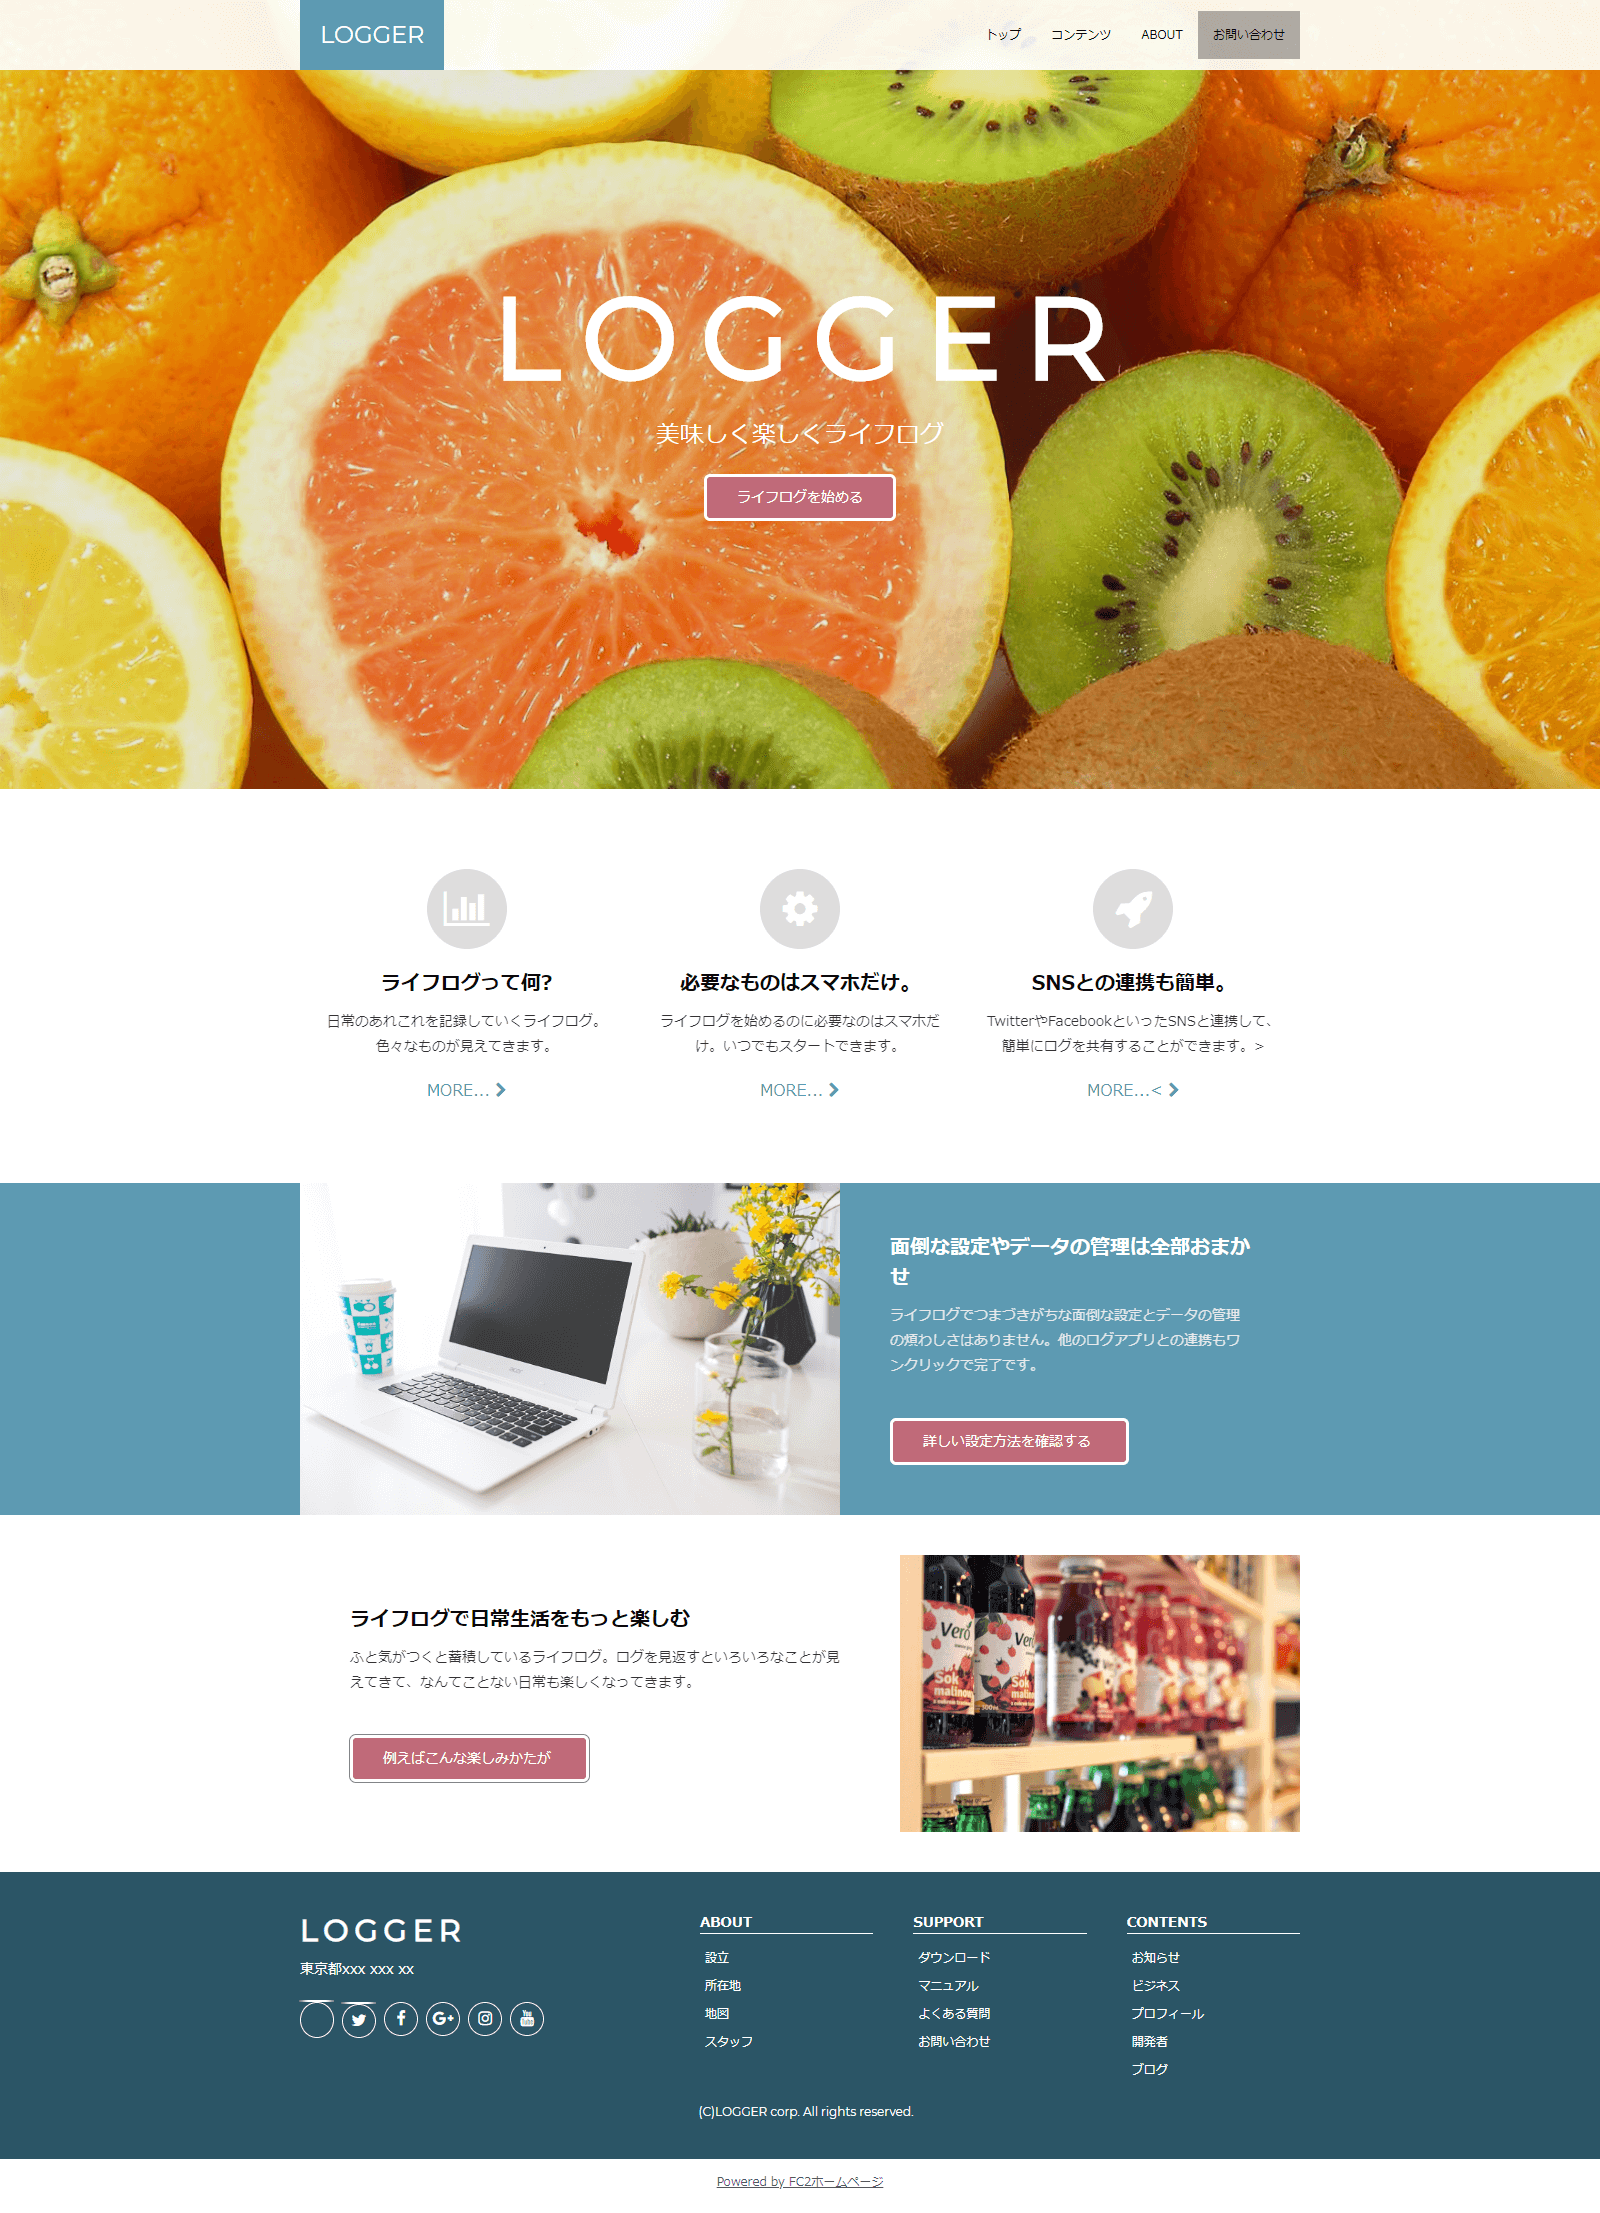 LOGGER
トップ コンテンツ ABOUT お問い合わせ
LOGGER
美味しく楽しくライフログ
ライフログを始める
ライフログって何?
日常のあれこれを記録していくライフログ。
色々なものが見えてきます。
MORE...
必要なものはスマホだけ。
ライフログを始めるのに必要なのはスマホだ
け。いつでもスタートできます。
MORE...
SNSとの連携も簡単。
TwitterやFacebookといったSNSと連携して、
簡単にログを共有することができます。>
MORE...<
面倒な設定やデータの管理は全部おまか
せ
ライフログでつまづきがちな面倒な設定とデータの管理
の煩わしさはありません。他のログアプリとの連携もワ
ンクリックで完了です。
詳しい設定方法を確認する
ライフログで日常生活をもっと楽しむ
ふと気がつくと蓄積しているライフログ。ログを見返すといろいろなことが見
えてきて、なんてことない日常も楽しくなってきます。
例えばこんな楽しみかたが
Vero
Sok
malinow
Sok
malino
LOGGER
東京都xxx xxx xx
You
Tube
ABOUT
設立
所在地
地図
スタッフ
SUPPORT
ダウンロード
マニュアル
よくある質問
お問い合わせ
CONTENTS
お知らせ
ビジネス
プロフィール
開発者
ブログ
(C)LOGGER corp. All rights reserved.
Powered by FC2ホームページ